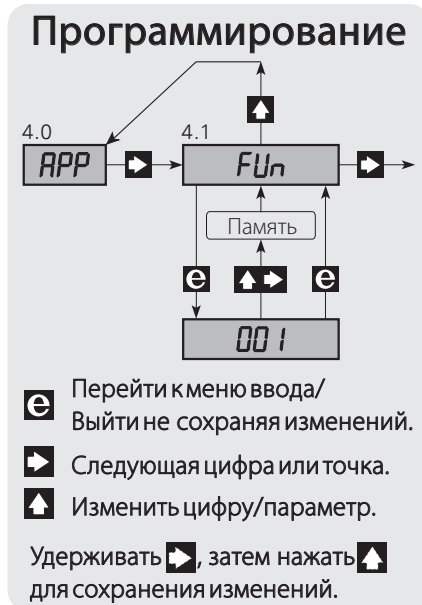 Программирование
4.0 4.1
APP FUn
Память
e e
001
e Перейти к меню ввода/
Выйти не сохраняя изменений.
Следующая цифра или точка.
Изменить цифру/параметр.
Удерживать , затем нажать
для сохранения изменений.